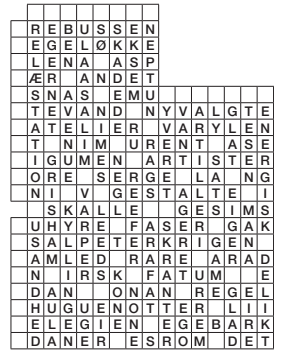 REBUSSEN
EGELØKKE
LENA ASP
ÆR ANDET
SNAS EMU
TEVAND NYVALGTE
ATELIER VARYLEN
T NIM URENT ASE
IGUMEN ARTISTER
ORE SERGE LA NG
NI V GESTALTE I
SKALLE GESIMS
UHYRE FASER GAK
SALPETERKRIGEN
AMLED RARE ARAD
N IRSK FATUM E
DAN ONAN REGEL
HUGUENOTTER LII
ELEGIEN EGEBARK
DANER ESROM DET